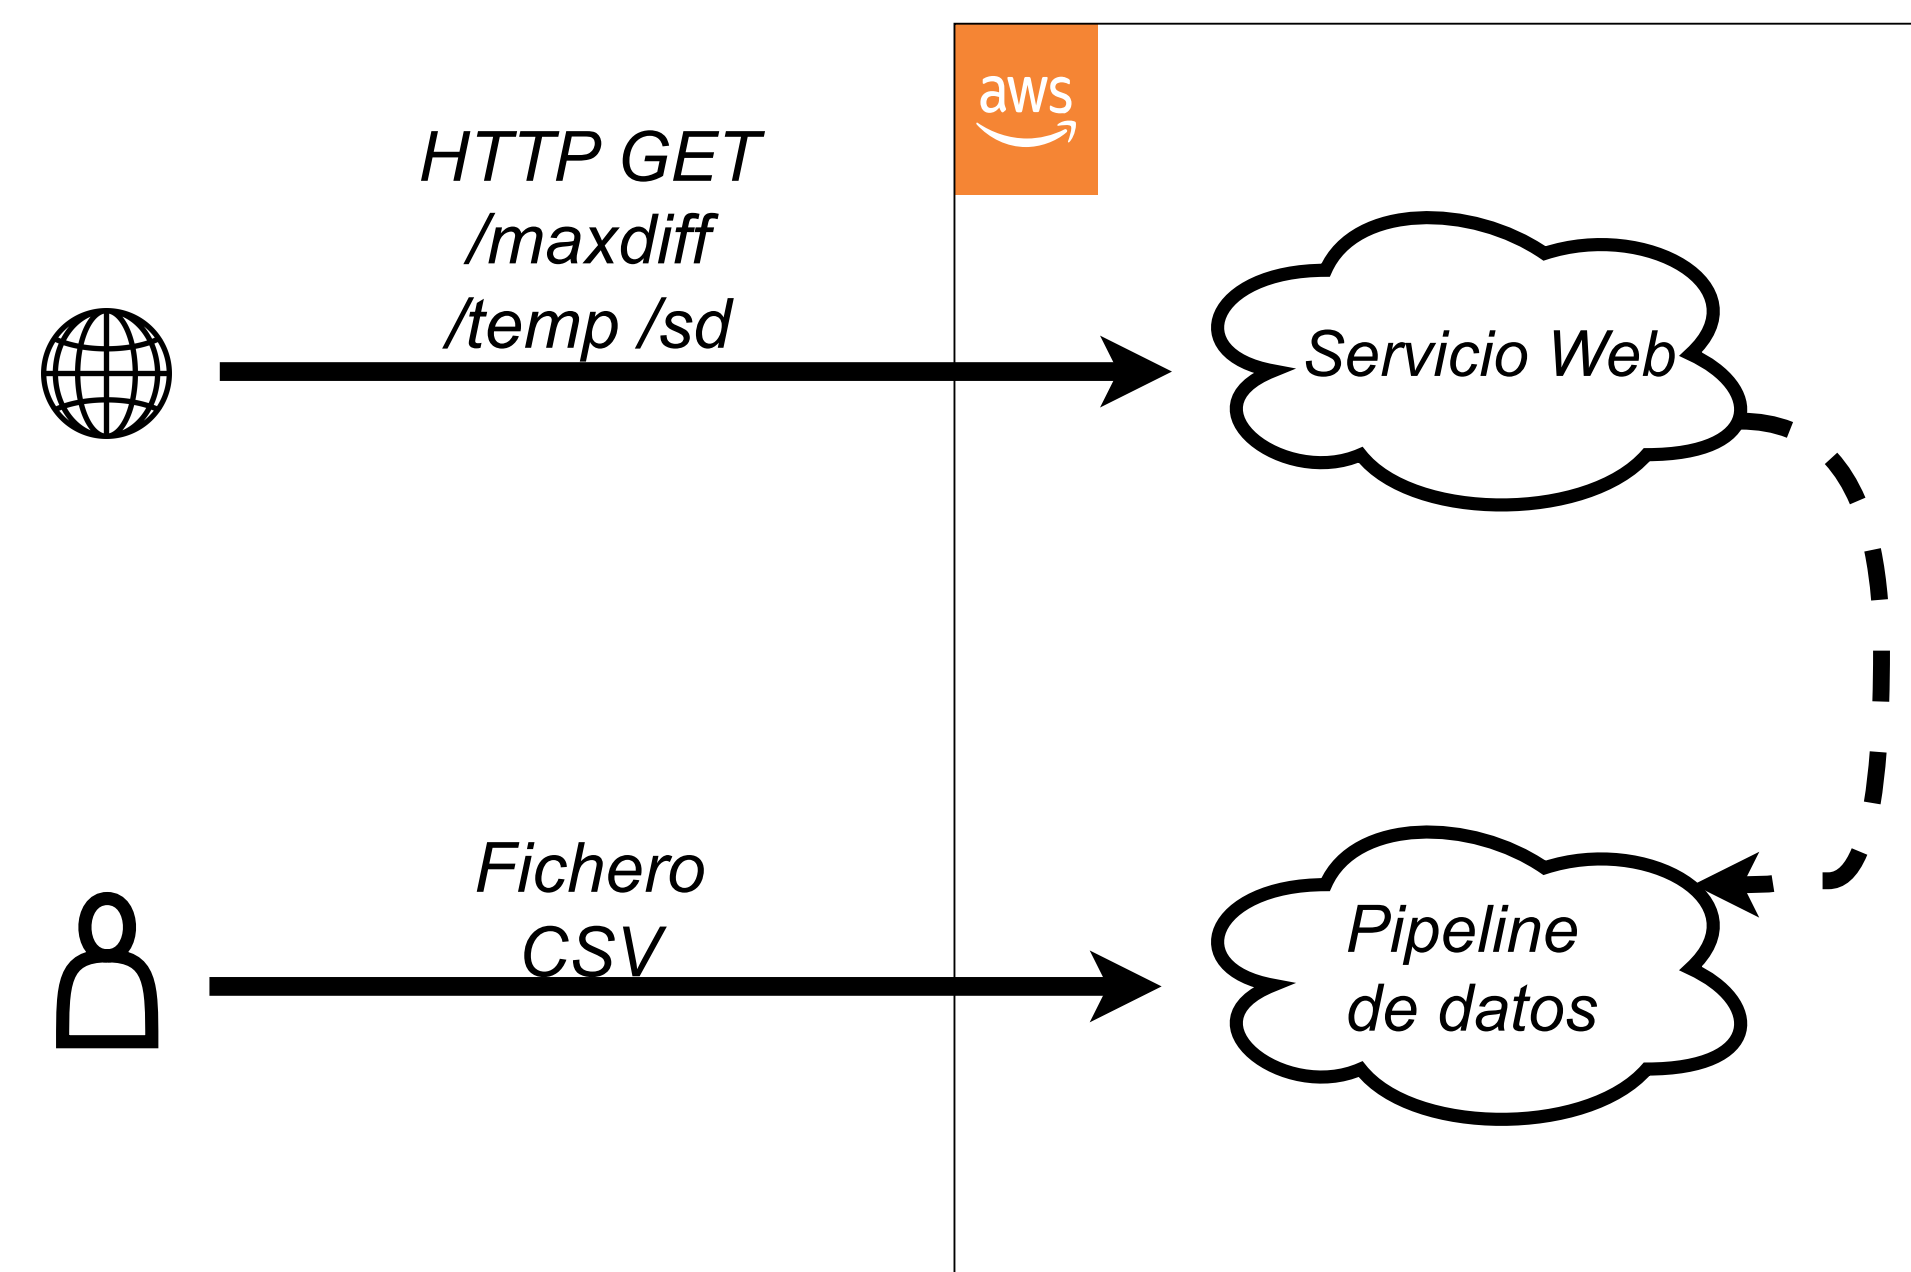 aws
HTTP GET
/maxdiff
/temp /sd
Servicio Web
Fichero
CSV
Pipeline
de datos